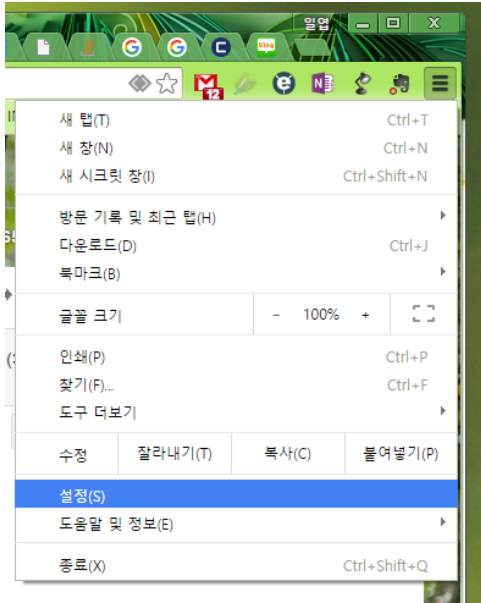 일엽
blog
12
새 탭(T) Ctrl+T
새 창(N) Ctrl+N
새 시크릿 창(I) Ctrl+Shift+N
방문 기록 및 최근 탭(H)
다운로드(D) Ctrl+J
북마크(B)
글꼴 크기 - 100% +
인쇄(P) Ctrl+P
찾기(F)... Ctrl+F
도구 더보기
수정 잘라내기(T) 복사(C) 붙여넣기(P)
설정(S)
도움말 및 정보(E)
종료(X) Ctrl+Shift+Q